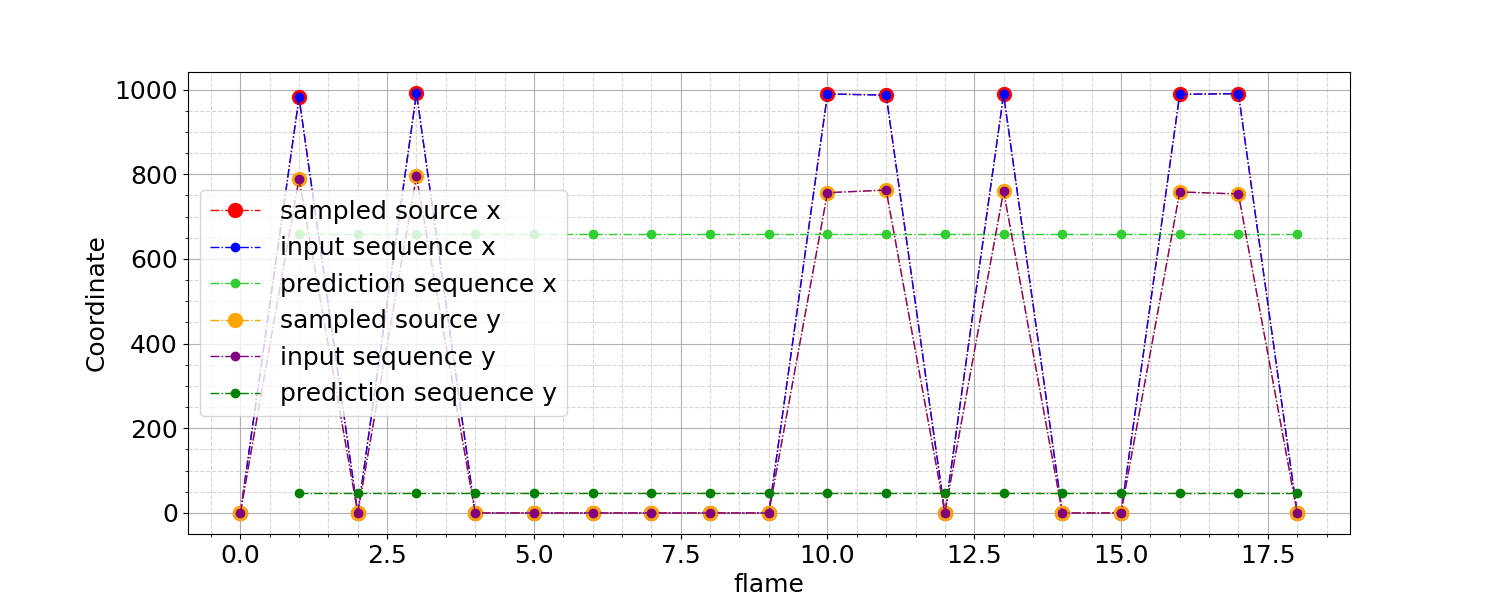 1000
800
600
400
200
0
Coordinate
sampled source x
input sequence x
prediction sequence x
sampled source y
input sequence y
prediction sequence y
0.0 2.5 5.0 7.5 10.0 12.5 15.0 17.5
flame